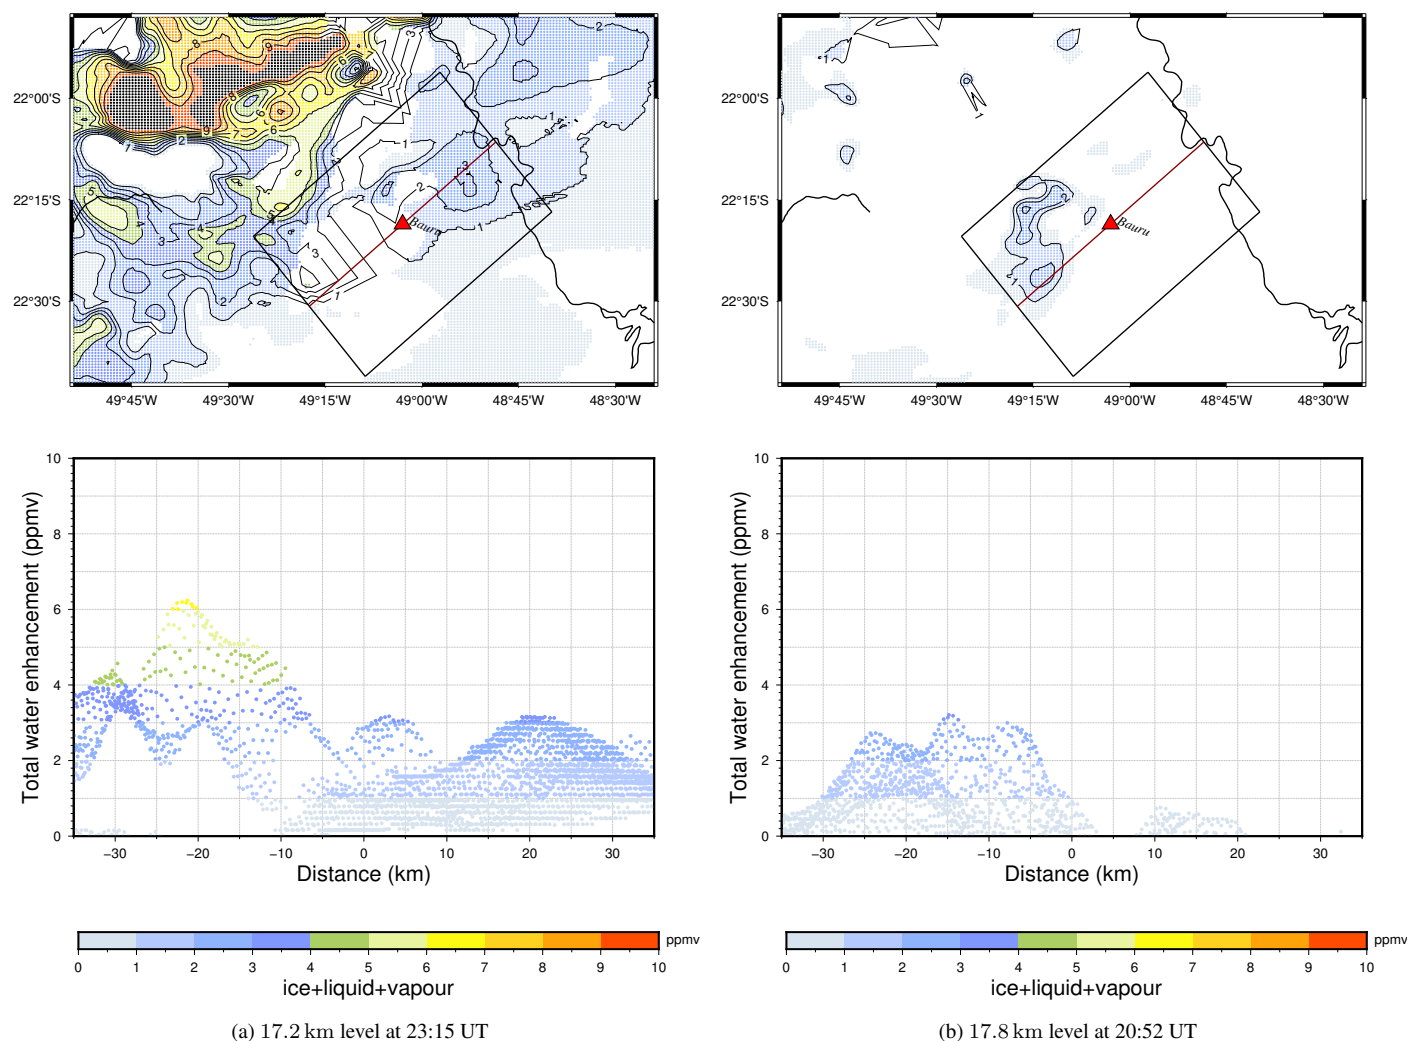 22°00'S
22°15'S
22°30'S
49°45'W 49°30'W 49°15'W 49°00'W 48°45'W 48°30'W
Bauru
22°00'S
22°15'S
22°30'S
49°45'W 49°30'W 49°15'W 49°00'W 48°45'W 48°30'W
Bauru
Total water enhancement (ppmv)
10
8
6
4
2
0
−30 −20 −10 0 10 20 30
Distance (km)
Total water enhancement (ppmv)
10
8
6
4
2
0
−30 −20 −10 0 10 20 30
Distance (km)
ppmv
0 1 2 3 4 5 6 7 8 9 10
ice+liquid+vapour
ppmv
0 1 2 3 4 5 6 7 8 9 10
ice+liquid+vapour
(a) 17.2 km level at 23:15 UT
(b) 17.8 km level at 20:52 UT